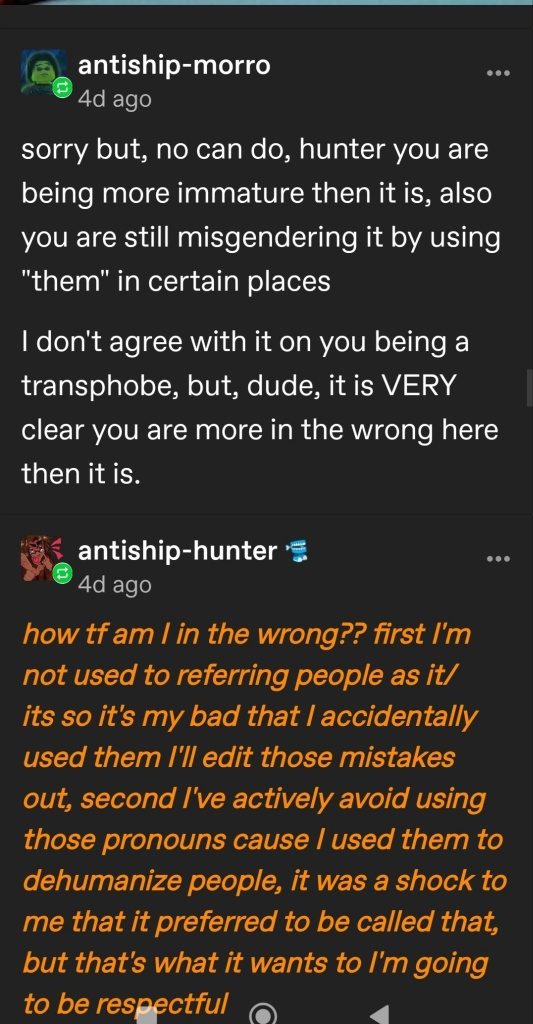 antiship-morro
4d ago
sorry but, no can do, hunter you are
being more immature then it is, also
you are still misgendering it by using
"them" in certain places
I don't agree with it on you being a
transphobe, but, dude, it is VERY
clear you are more in the wrong here
then it is.
antiship-hunter
4d ago
how tf am I in the wrong?? first I'm
not used to referring people as it/
its so it's my bad that I accidentally
used them I'll edit those mistakes
out, second I've actively avoid using
those pronouns cause I used them to
dehumanize people, it was a shock to
me that it preferred to be called that,
but that's what it wants to I'm going
to be respectful